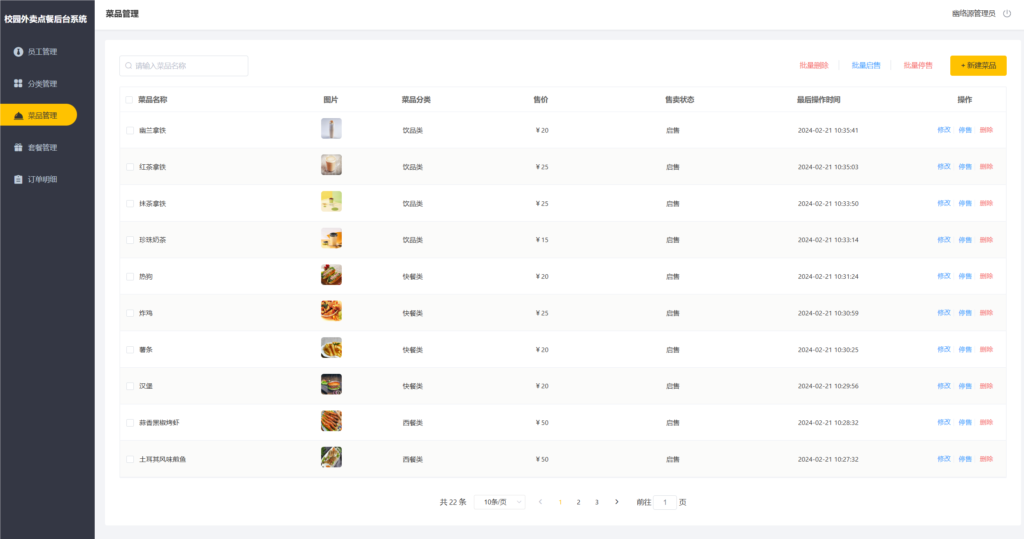 校园外卖点餐后台系统
菜品管理
幽络源管理员
员工管理
分类管理
菜品管理
套餐管理
订单明细
请输入菜品名称
批量删除 批量启售 批量停售 + 新建菜品
菜品名称 图片 菜品分类 售价 售卖状态 最后操作时间 操作
幽兰拿铁 饮品类 ¥ 20 启售 2024-02-21 10:35:41 修改 停售 删除
红茶拿铁 饮品类 ¥ 25 启售 2024-02-21 10:35:03 修改 停售 删除
抹茶拿铁 饮品类 ¥ 25 启售 2024-02-21 10:33:50 修改 停售 删除
珍珠奶茶 饮品类 ¥ 15 启售 2024-02-21 10:33:14 修改 停售 删除
热狗 快餐类 ¥ 20 启售 2024-02-21 10:31:24 修改 停售 删除
炸鸡 快餐类 ¥ 25 启售 2024-02-21 10:30:59 修改 停售 删除
薯条 快餐类 ¥ 20 启售 2024-02-21 10:30:25 修改 停售 删除
汉堡 快餐类 ¥ 20 启售 2024-02-21 10:29:56 修改 停售 删除
蒜香黑椒烤虾 西餐类 ¥ 50 启售 2024-02-21 10:28:32 修改 停售 删除
土耳其风味煎鱼 西餐类 ¥ 50 启售 2024-02-21 10:27:32 修改 停售 删除
共 22 条 10条/页 < 1 2 3 > 前往 1 页